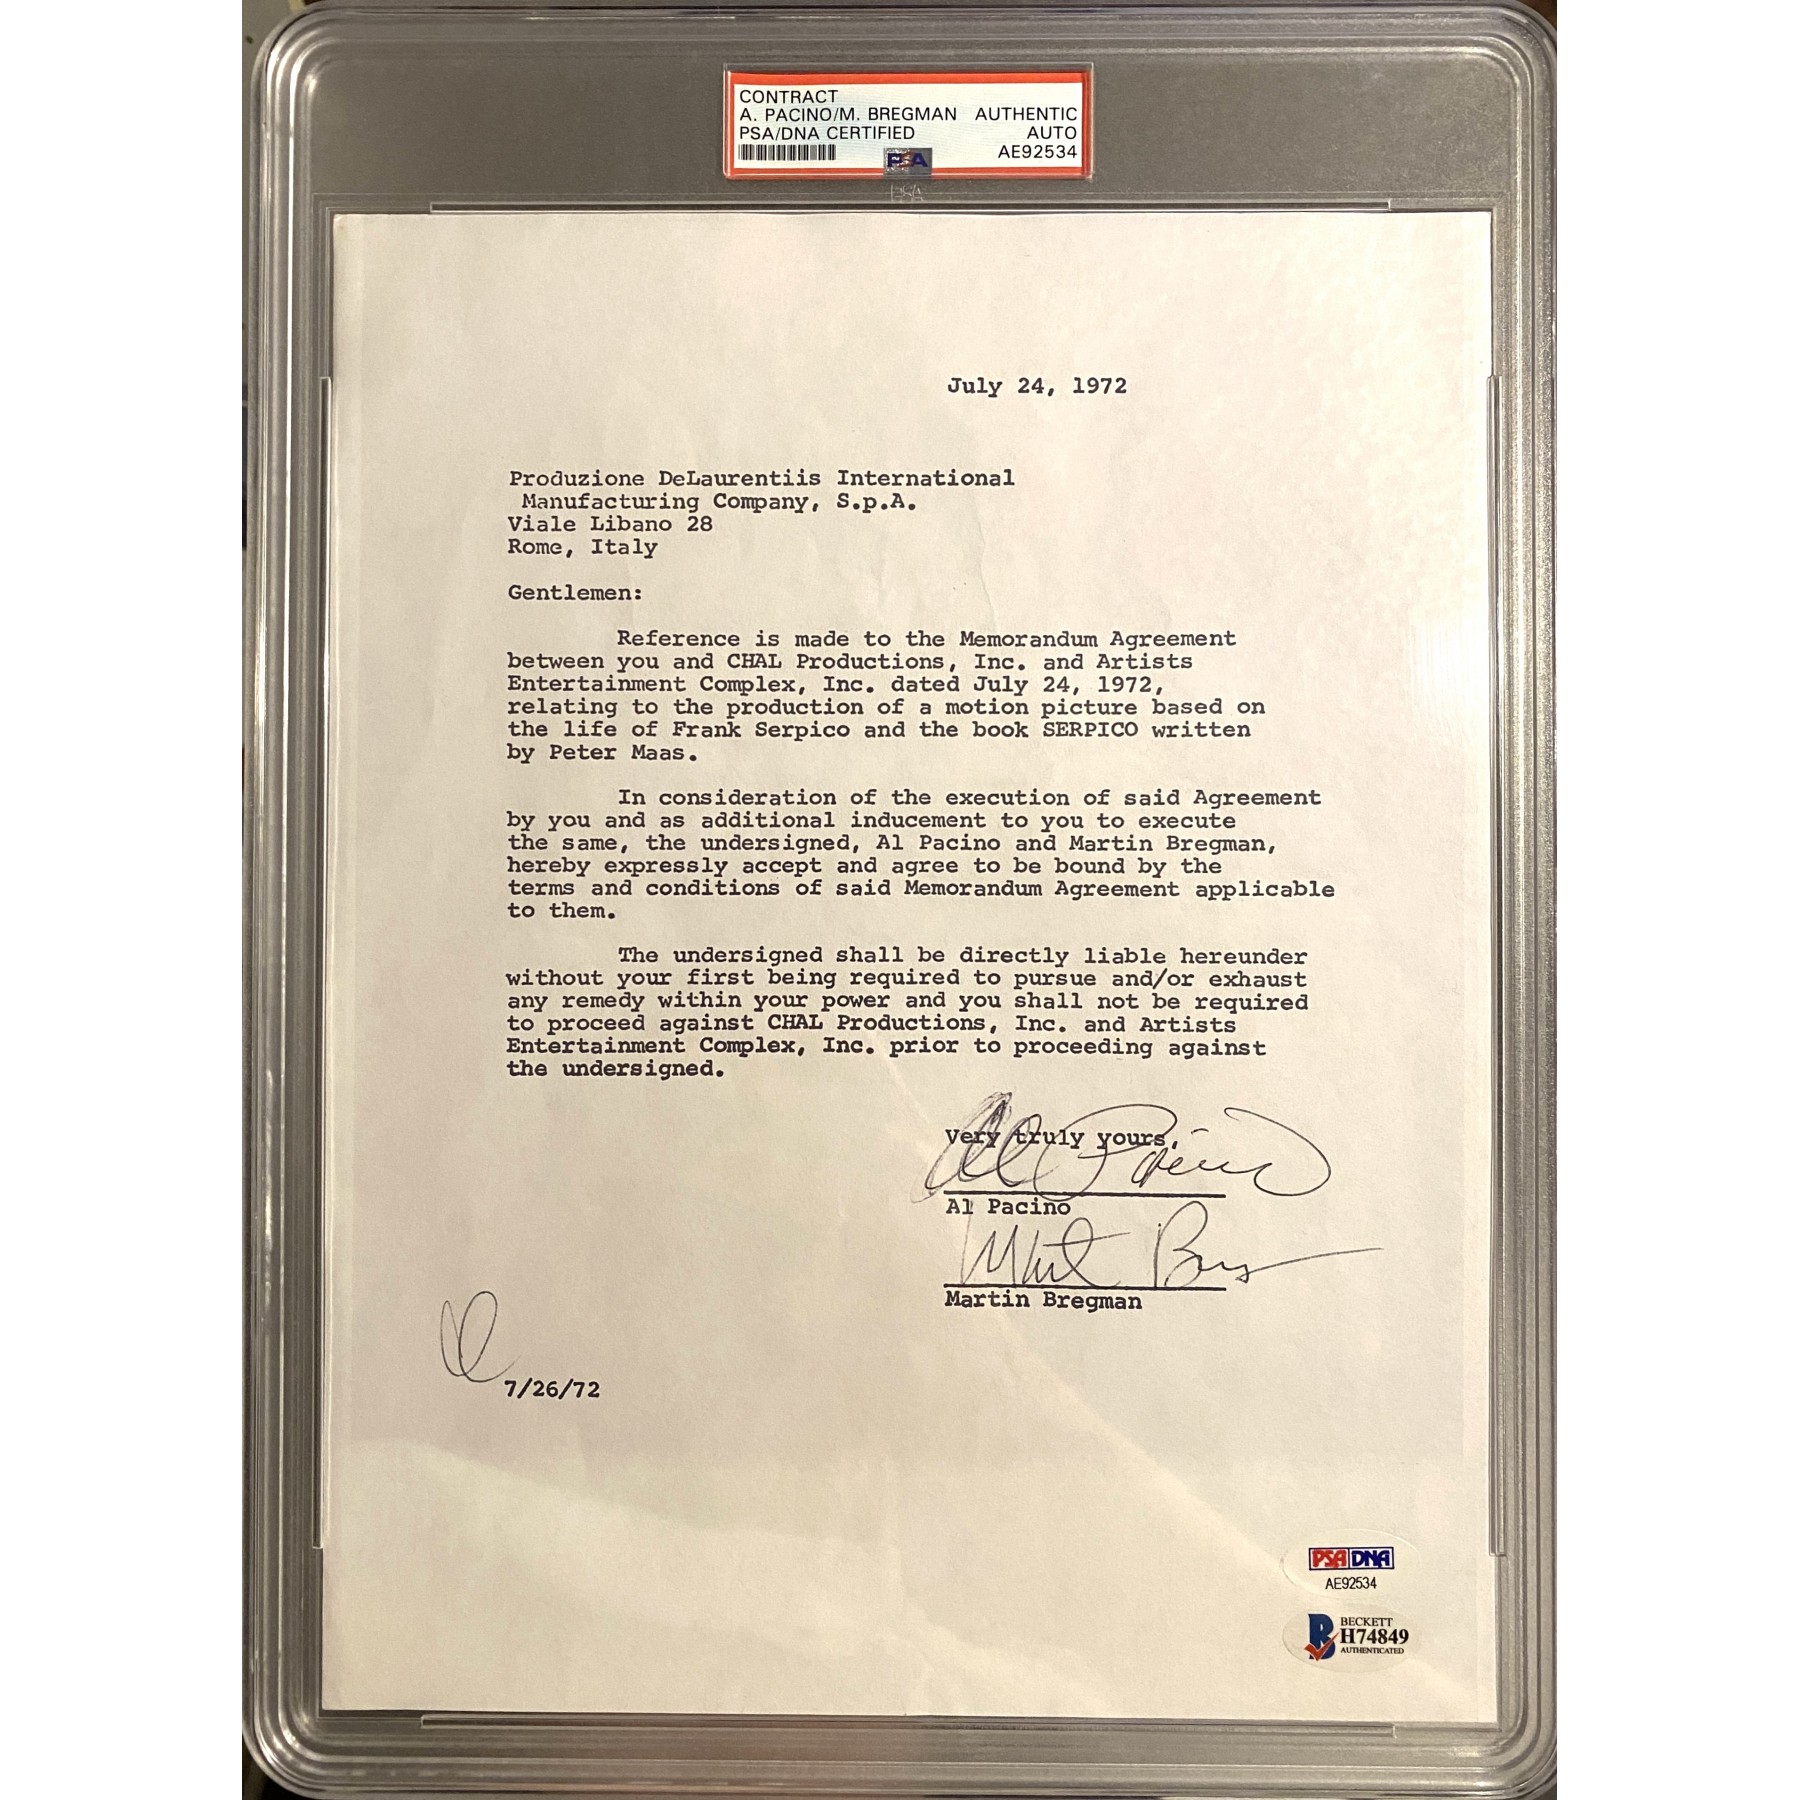 CONTRACT
A. PACINO/M. BREGMAN AUTHENTIC
PSA/DNA CERTIFIED AUTO
AE92534
PSA
July 24, 1972
Produzione DeLaurentiis International
Manufacturing Company, S.p.A.
Viale Libano 28
Rome, Italy
Gentlemen:
Reference is made to the Memorandum Agreement
between you and CHAL Productions, Inc. and Artists
Entertainment Complex, Inc. dated July 24, 1972,
relating to the production of a motion picture based on
the life of Frank Serpico and the book SERPICO written
by Peter Maas.
In consideration of the execution of said Agreement
by you and as additional inducement to you to execute
the same, the undersigned, Al Pacino and Martin Bregman,
hereby expressly accept and agree to be bound by the
terms and conditions of said Memorandum Agreement applicable
to them.
The undersigned shall be directly liable hereunder
without your first being required to pursue and/or exhaust
any remedy within your power and you shall not be required
to proceed against CHAL Productions, Inc. and Artists
Entertainment Complex, Inc. prior to proceeding against
the undersigned.
Very truly yours,
Al Pacino
Al Pacino
Martin Bregman
7/26/72
PSA DNA
AE92534
BECKETT
H74849
AUTHENTICATED